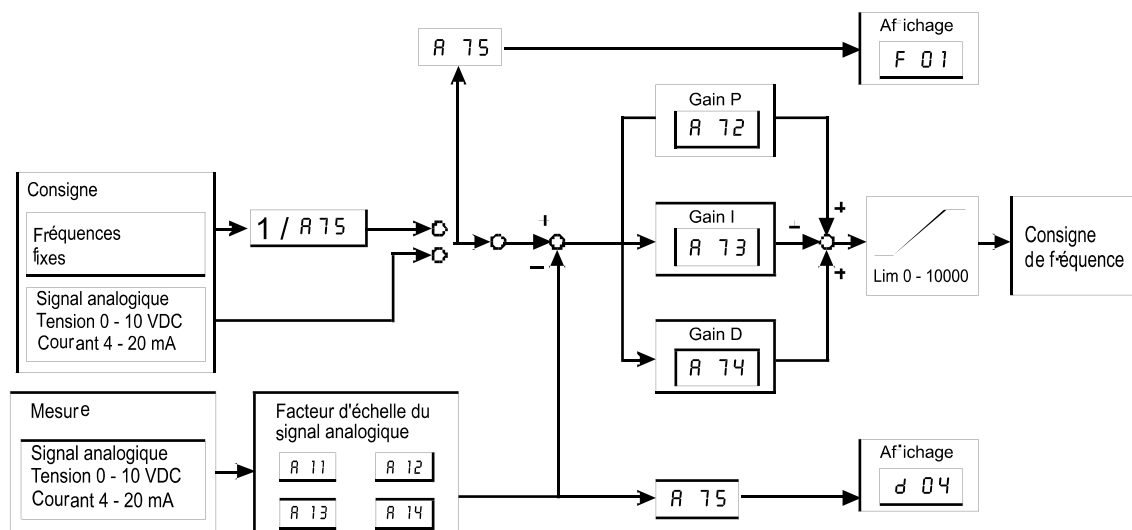 Affichage
A 75
F 01
Gain P
A 72
Consigne
Fréquences
fixes
1 / A75
+
-
Gain I
A 73
-
+
+
Lim 0 - 10000
Consigne
de fréquence
Signal analogique
Tension 0 - 10 VDC
Courant 4 - 20 mA
Gain D
A 74
Mesure
Signal analogique
Tension 0 - 10 VDC
Courant 4 - 20 mA
Facteur d'échelle du
signal analogique
A 11
A 12
A 13
A 14
A 75
Affichage
d 04